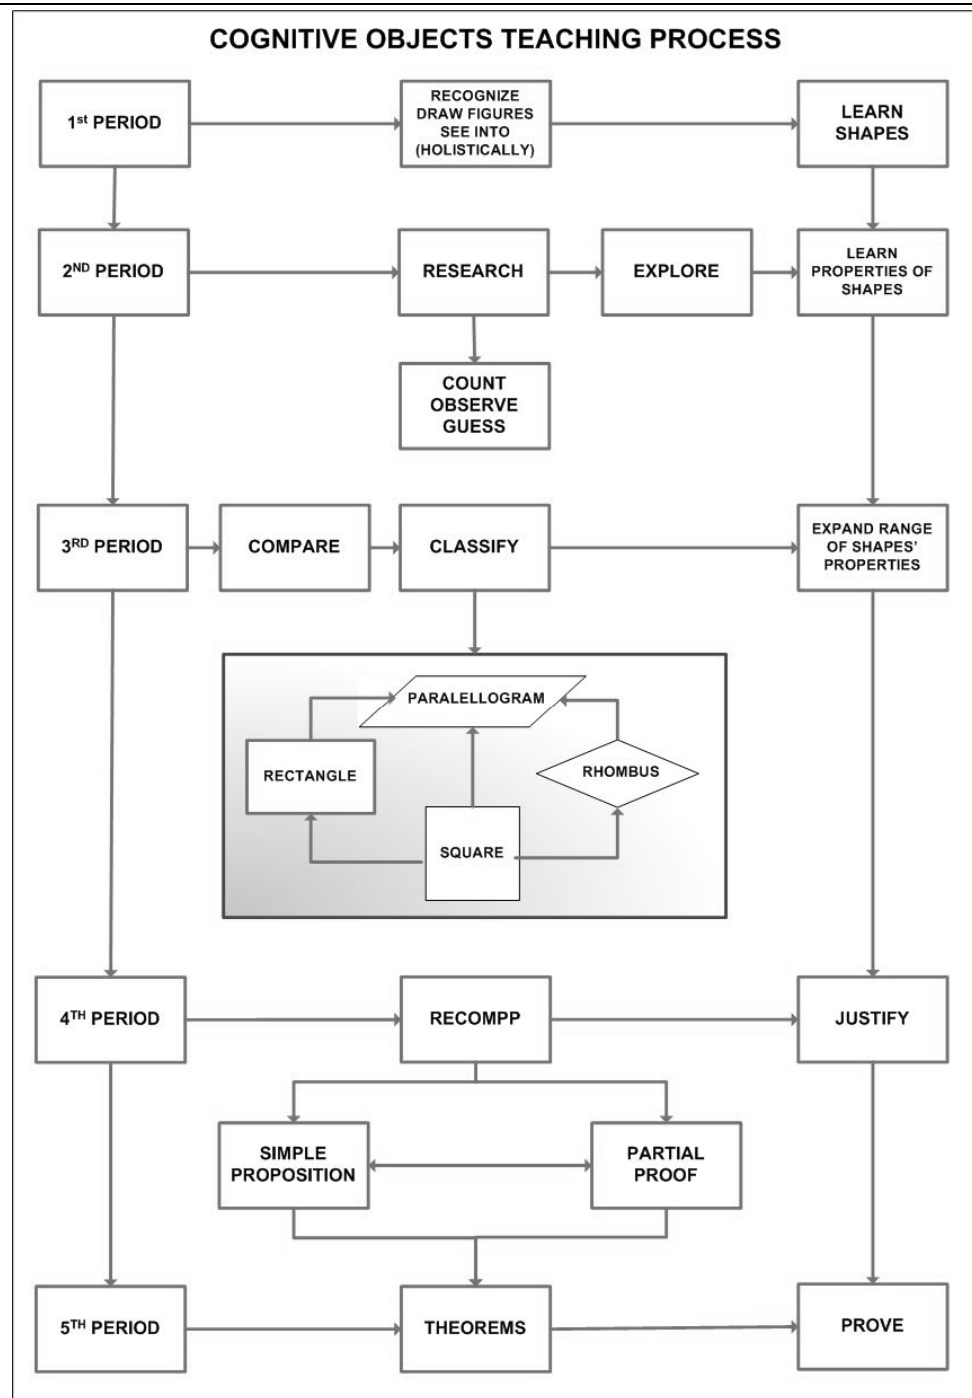 COGNITIVE OBJECTS TEACHING PROCESS
1st PERIOD
RECOGNIZE
DRAW FIGURES
SEE INTO
(HOLISTICALLY)
LEARN
SHAPES
2ND PERIOD
RESEARCH
EXPLORE
LEARN
PROPERTIES OF
SHAPES
COUNT
OBSERVE
GUESS
3RD PERIOD
COMPARE
CLASSIFY
EXPAND RANGE
OF SHAPES'
PROPERTIES
PARALELLOGRAM
RECTANGLE
RHOMBUS
SQUARE
4TH PERIOD
RECOMPP
JUSTIFY
SIMPLE
PROPOSITION
PARTIAL
PROOF
5TH PERIOD
THEOREMS
PROVE